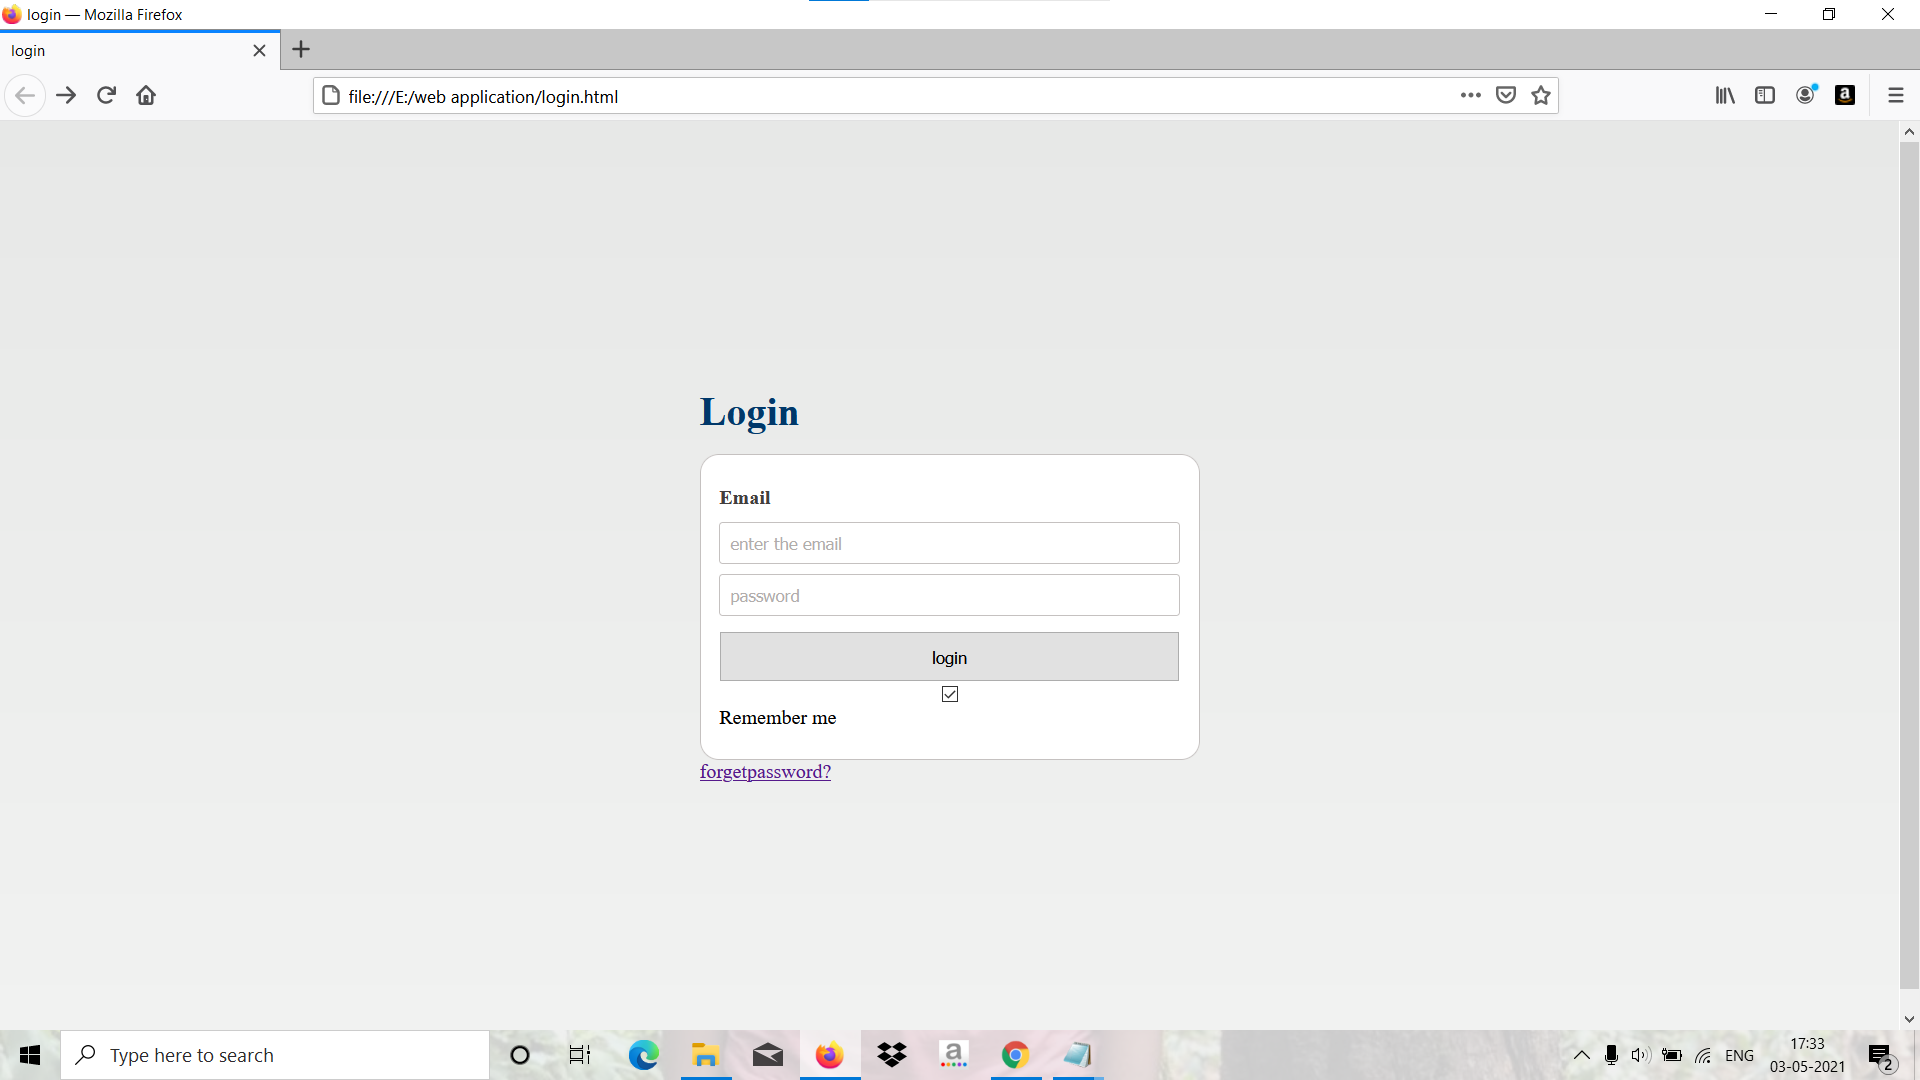 login — Mozilla Firefox
login
file:///E:/web application/login.html
Login
Email
enter the email
password
login
Remember me
forgetpassword?
Type here to search
ENG
17:33
03-05-2021
2